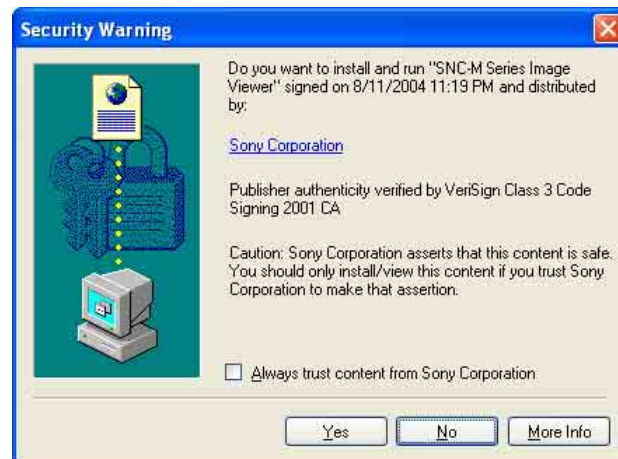 Security Warning
Do you want to install and run "SNC-M Series Image
Viewer" signed on 8/11/2004 11:19 PM and distributed
by:
Sony Corporation
Publisher authenticity verified by VeriSign Class 3 Code
Signing 2001 CA
Caution: Sony Corporation asserts that this content is safe.
You should only install/view this content if you trust Sony
Corporation to make that assertion.
Always trust content from Sony Corporation
Yes
No
More Info